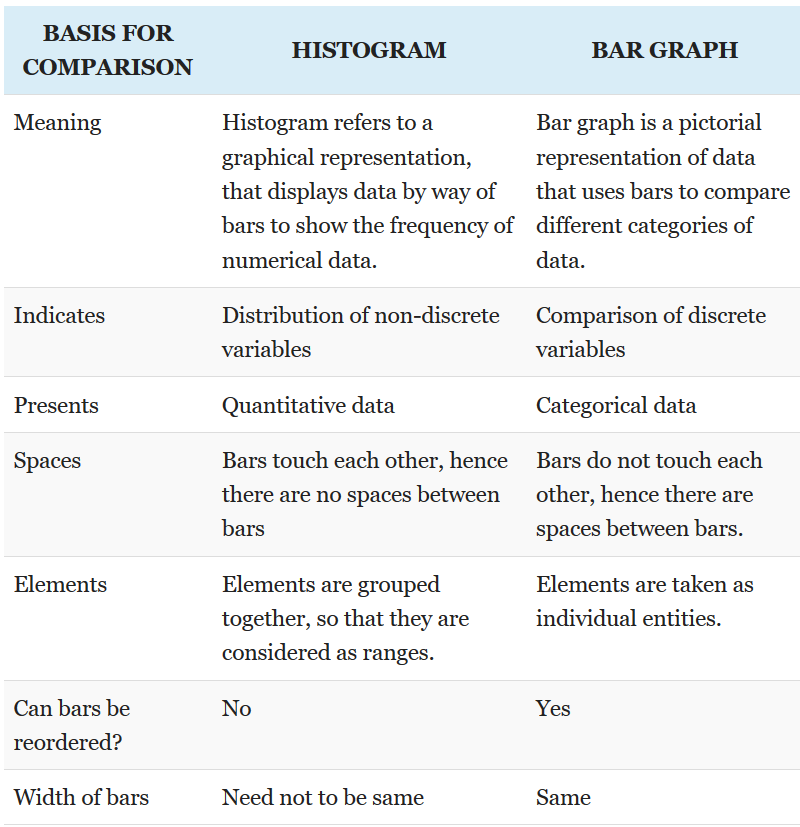 BASIS FOR COMPARISON	HISTOGRAM	BAR GRAPH
Meaning
Histogram refers to a
graphical representation,
that displays data by way of
bars to show the frequency of
numerical data.
Bar graph is a pictorial
representation of data
that uses bars to compare
different categories of
data.
Indicates
Distribution of non-discrete
variables
Comparison of discrete
variables
Presents
Quantitative data
Categorical data
Spaces
Bars touch each other, hence
there are no spaces between
bars
Bars do not touch each
other, hence there are
spaces between bars.
Elements
Elements are grouped
together, so that they are
considered as ranges.
Elements are taken as
individual entities.
Can bars be
reordered?
No
Yes
Width of bars
Need not to be same
Same